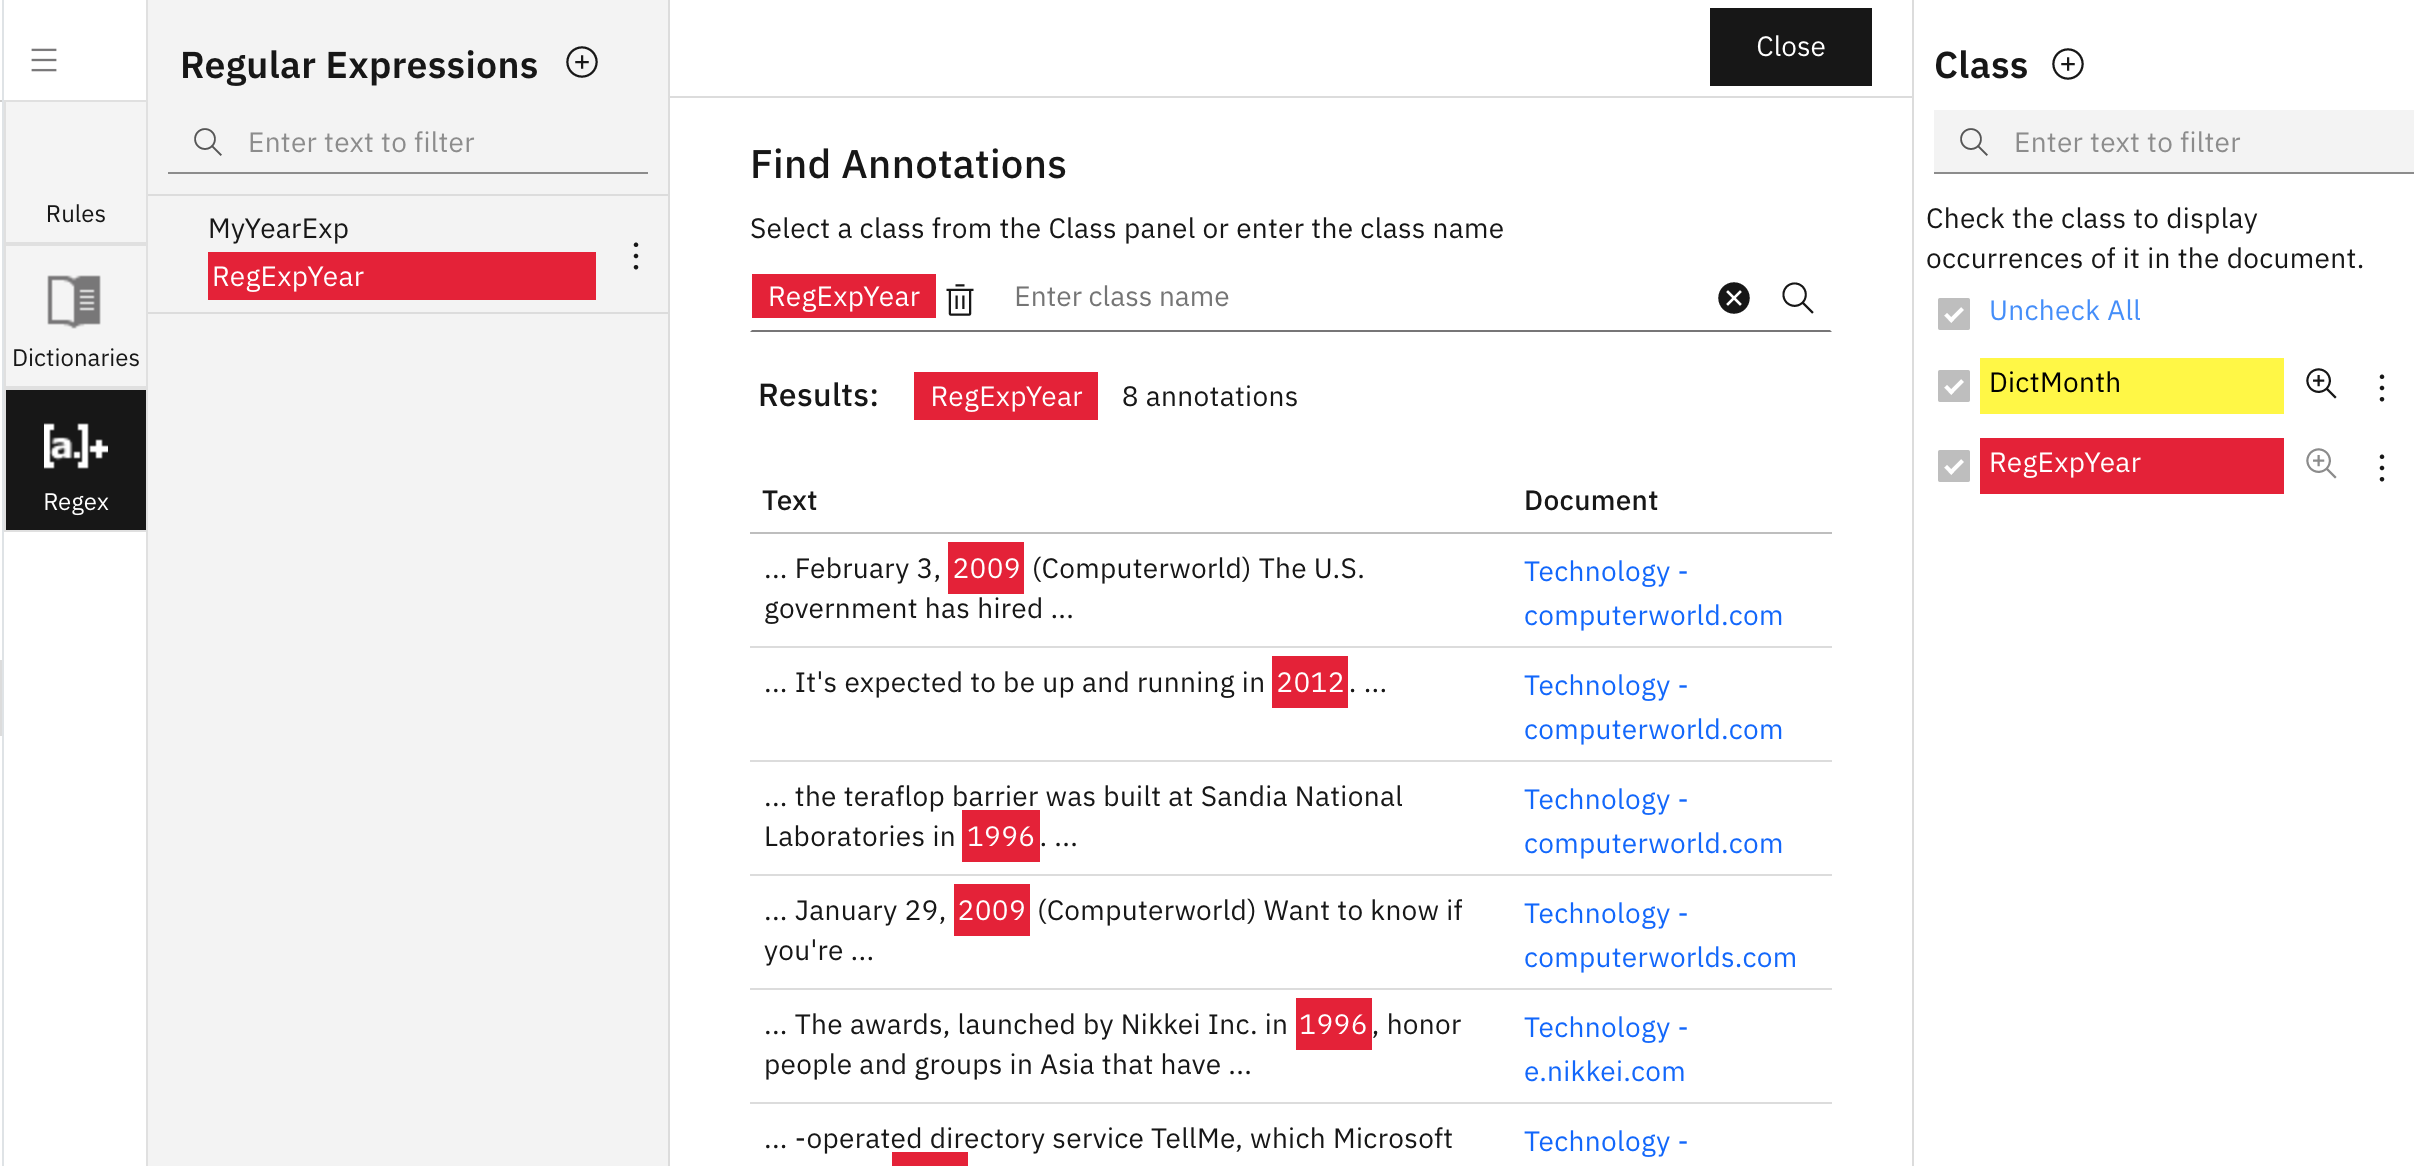 Rules
Dictionaries
[a.]+
Regex
Regular Expressions
Enter text to filter
MyYearExp
RegExpYear
Close
Find Annotations
Select a class from the Class panel or enter the class name
RegExpYear Enter class name
Results: RegExpYear 8 annotations
Text Document
... February 3, 2009 (Computerworld) The U.S.
government has hired ...
Technology -
computerworld.com
... It's expected to be up and running in 2012. ...
Technology -
computerworld.com
... the teraflop barrier was built at Sandia National
Laboratories in 1996. ...
Technology -
computerworld.com
... January 29, 2009 (Computerworld) Want to know if
you're ...
Technology -
computerworlds.com
... The awards, launched by Nikkei Inc. in 1996, honor
people and groups in Asia that have ...
Technology -
e.nikkei.com
... -operated directory service TellMe, which Microsoft
Technology -
Class
Enter text to filter
Check the class to display
occurrences of it in the document.
Uncheck All
DictMonth
RegExpYear